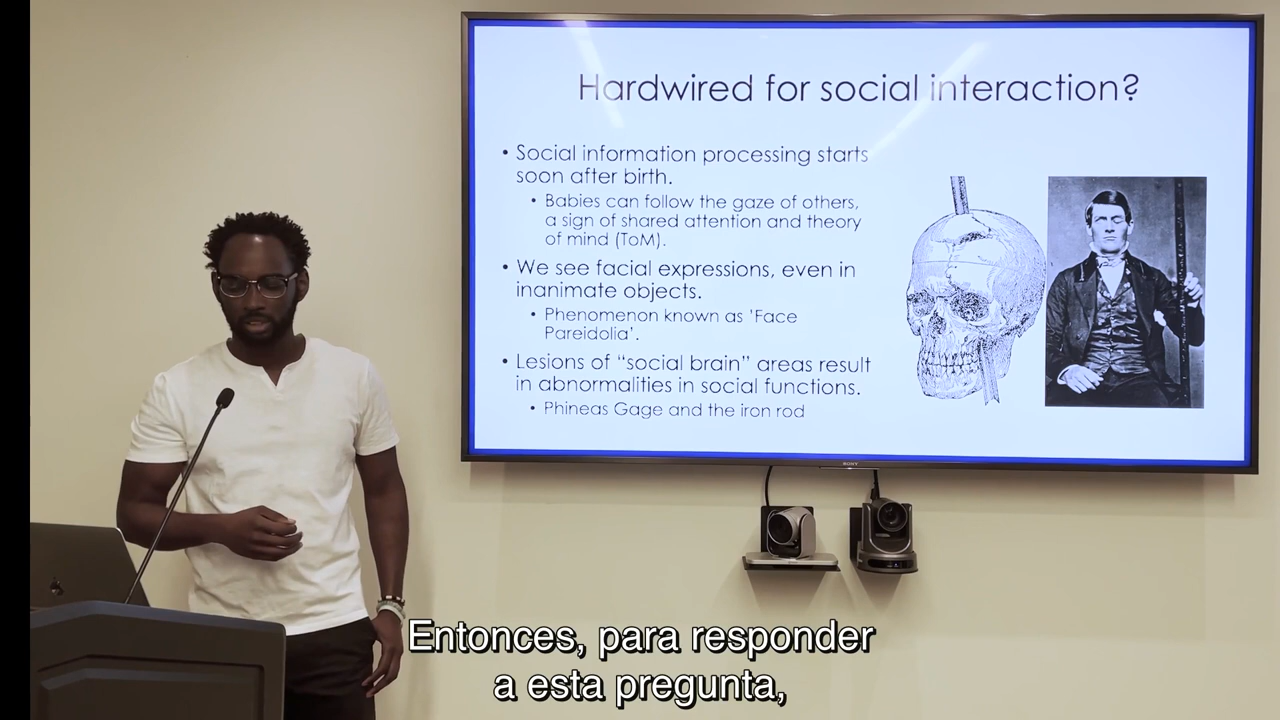 Hardwired for social interaction?
• Social information processing starts
soon after birth.
• Babies can follow the gaze of others,
a sign of shared attention and theory
of mind (ToM).
• We see facial expressions, even in
inanimate objects.
• Phenomenon known as 'Face
Pareidolia'.
• Lesions of “social brain” areas result
in abnormalities in social functions.
• Phineas Gage and the iron rod
SONY
Entonces, para responder
a esta pregunta,